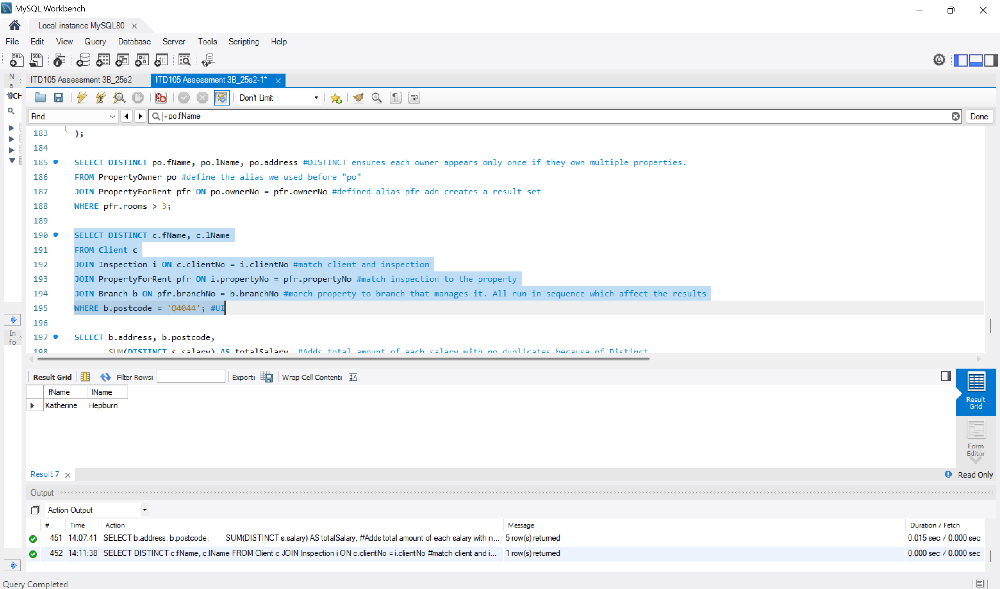 MySQL Workbench
Local instance MySQL80
File Edit View Query Database Server Tools Scripting Help
ITD105 Assessment 3B_25s2
ITD105 Assessment 3B_25s2-1*
Don't Limit
Find
po.fName
Done
183 );
184
185 SELECT DISTINCT po.fName, po.lName, po.address #DISTINCT ensures each owner appears only once if they own multiple properties.
186 FROM PropertyOwner po #define the alias we used before "po"
187 JOIN PropertyForRent pfr ON po.ownerNo = pfr.ownerNo #defined alias pfr adn creates a result set
188 WHERE pfr.rooms > 3;
189
190 SELECT DISTINCT c.fName, c.lName
191 FROM Client c
192 JOIN Inspection i ON c.clientNo = i.clientNo #match client and inspection
193 JOIN PropertyForRent pfr ON i.propertyNo = pfr.propertyNo #match inspection to the property
194 JOIN Branch b ON pfr.branchNo = b.branchNo #march property to branch that manages it. All run in sequence which affect the results
195 WHERE b.postcode = 'Q4044'; #UI
196
197 SELECT b.address, b.postcode,
198 SUM(DISTINCT s.salary) AS totalSalary, #Adds total amount of each salary with no duplicates because of Distinct
Result Grid Filter Rows: Export: Wrap Cell Content:
fName lName
Katherine Hepburn
Result Grid
Form Editor
Result 7
Read Only
Output
Action Output
# Time Action Message Duration / Fetch
451 14:07:41 SELECT b.address, b.postcode, SUM(DISTINCT s.salary) AS totalSalary, #Adds total amount of each salary with n... 5 row(s) returned 0.015 sec / 0.000 sec
452 14:11:38 SELECT DISTINCT c.fName, c.lName FROM Client c JOIN Inspection i ON c.clientNo = i.clientNo #match client and i... 1 row(s) returned 0.000 sec / 0.000 sec
Query Completed